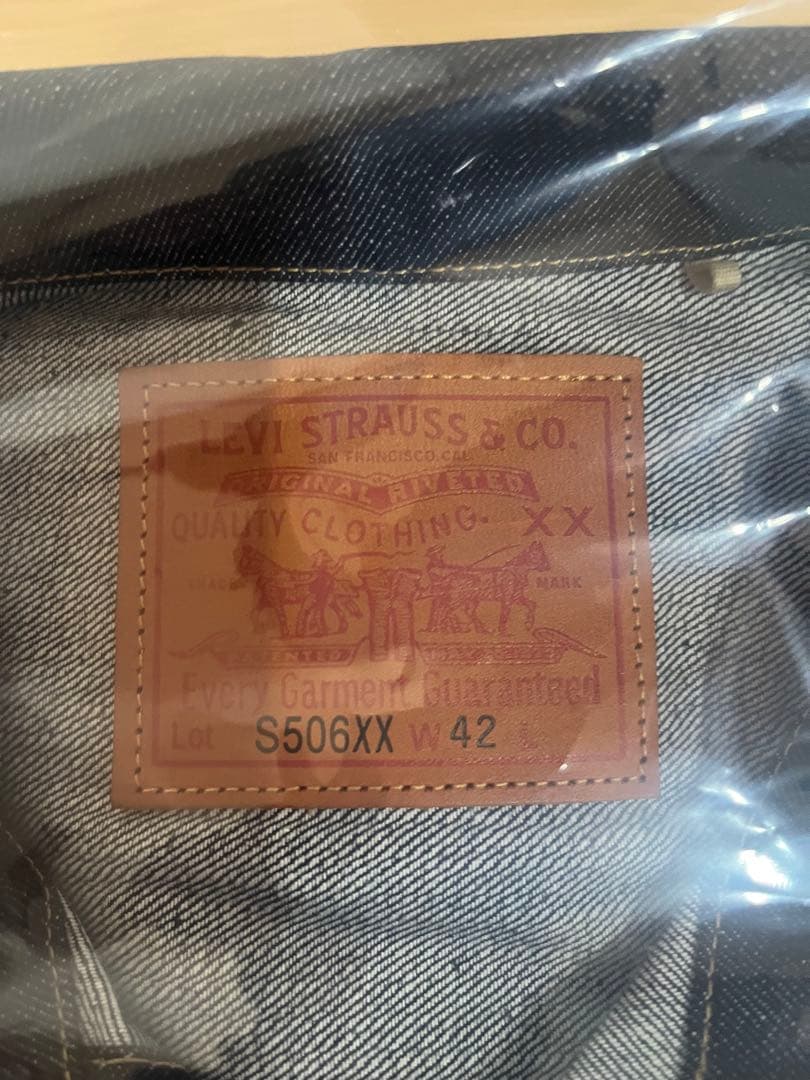 LEVI STRAUSS & CO.
SAN FRANCISCO, CAL
ORIGINAL RIVETED
QUALITY CLOTHING. XX
TRADE MARK
PATENTED
Every Garment Guaranteed
Lot S506XX W 42 L